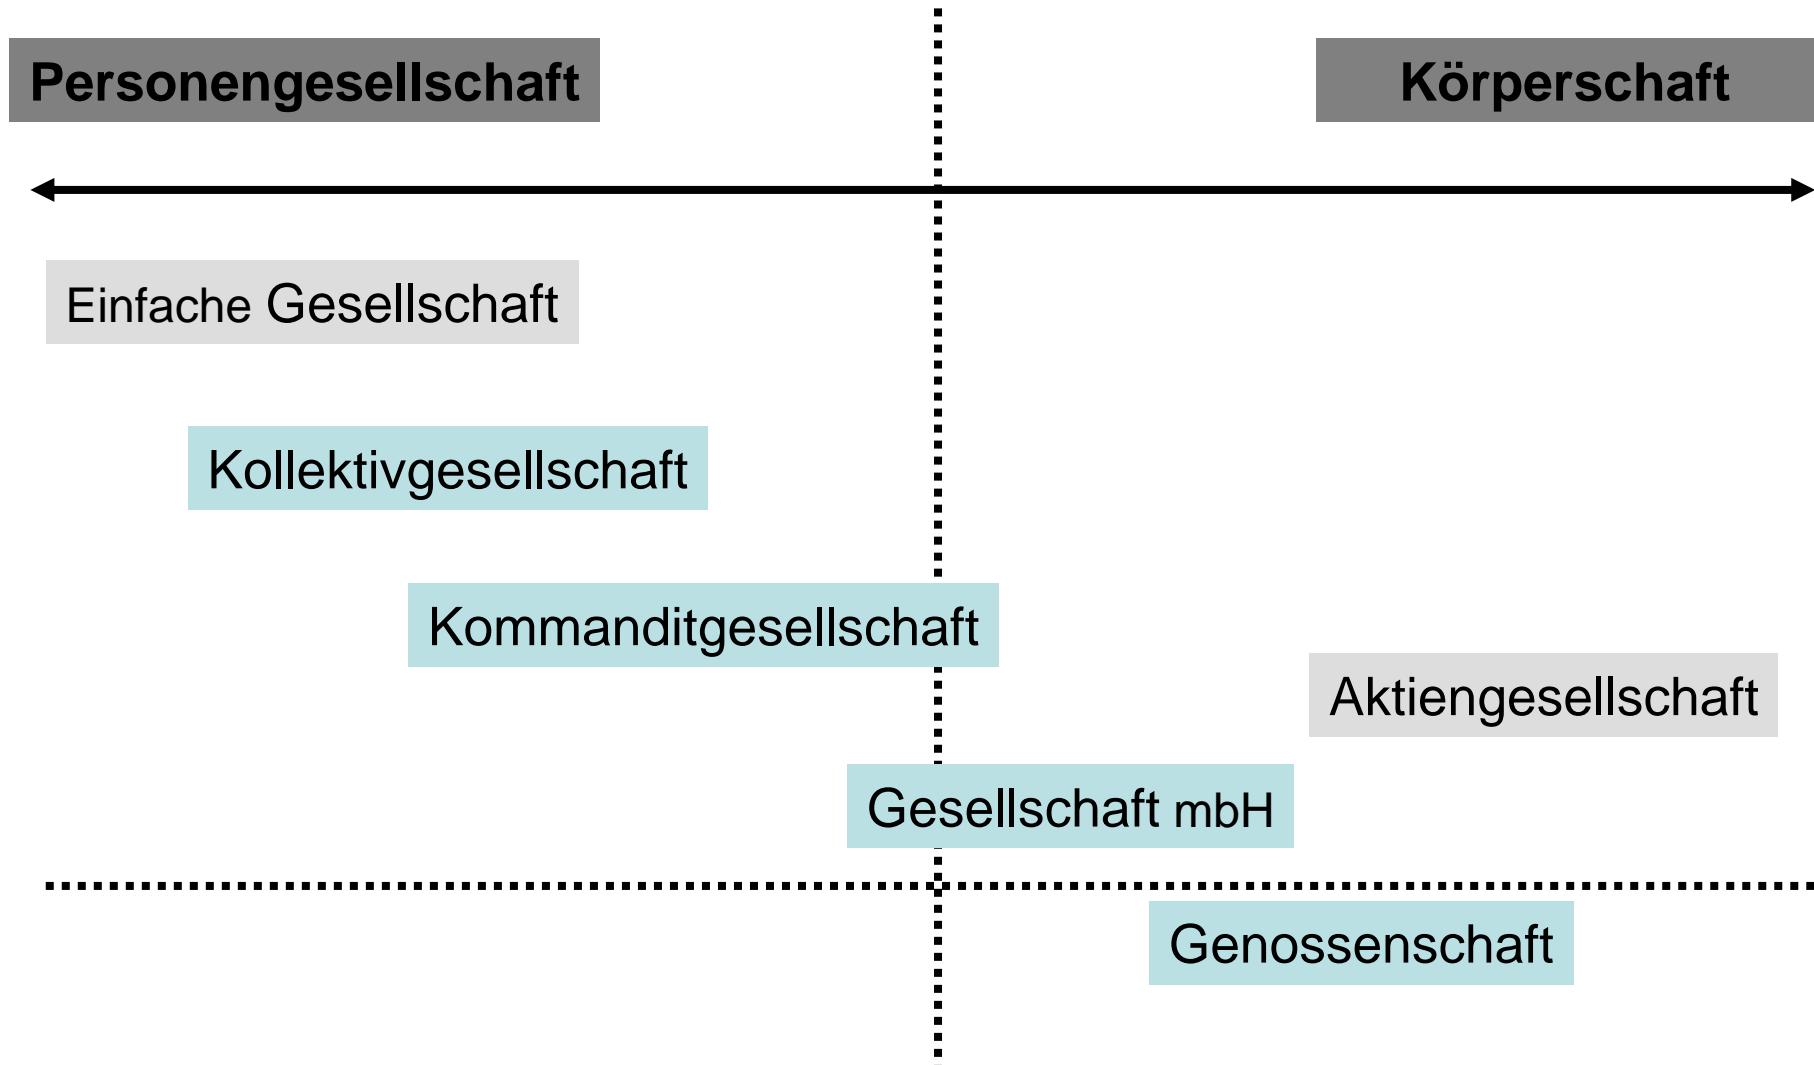 Personengesellschaft
Körperschaft
Einfache Gesellschaft
Kollektivgesellschaft
Kommanditgesellschaft
Aktiengesellschaft
Gesellschaft mbH
Genossenschaft